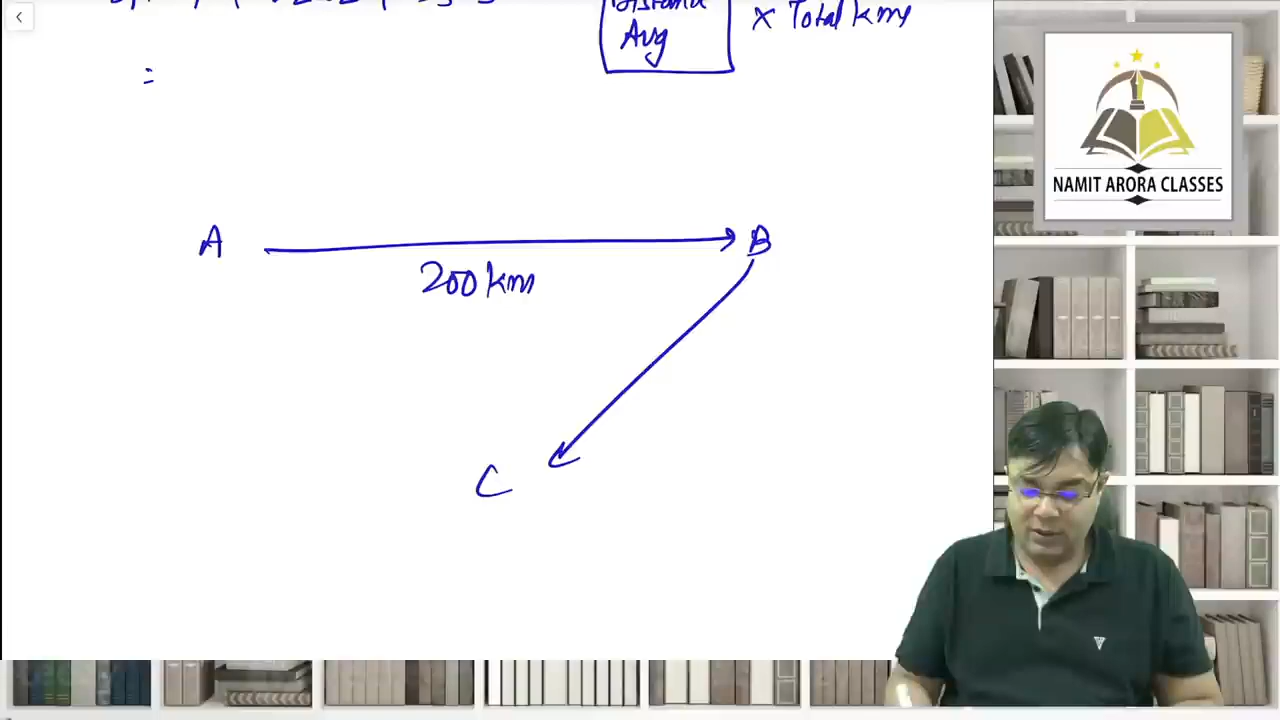 Avg
× Total kms
=
A
B
200 km
C
NAMIT ARORA CLASSES